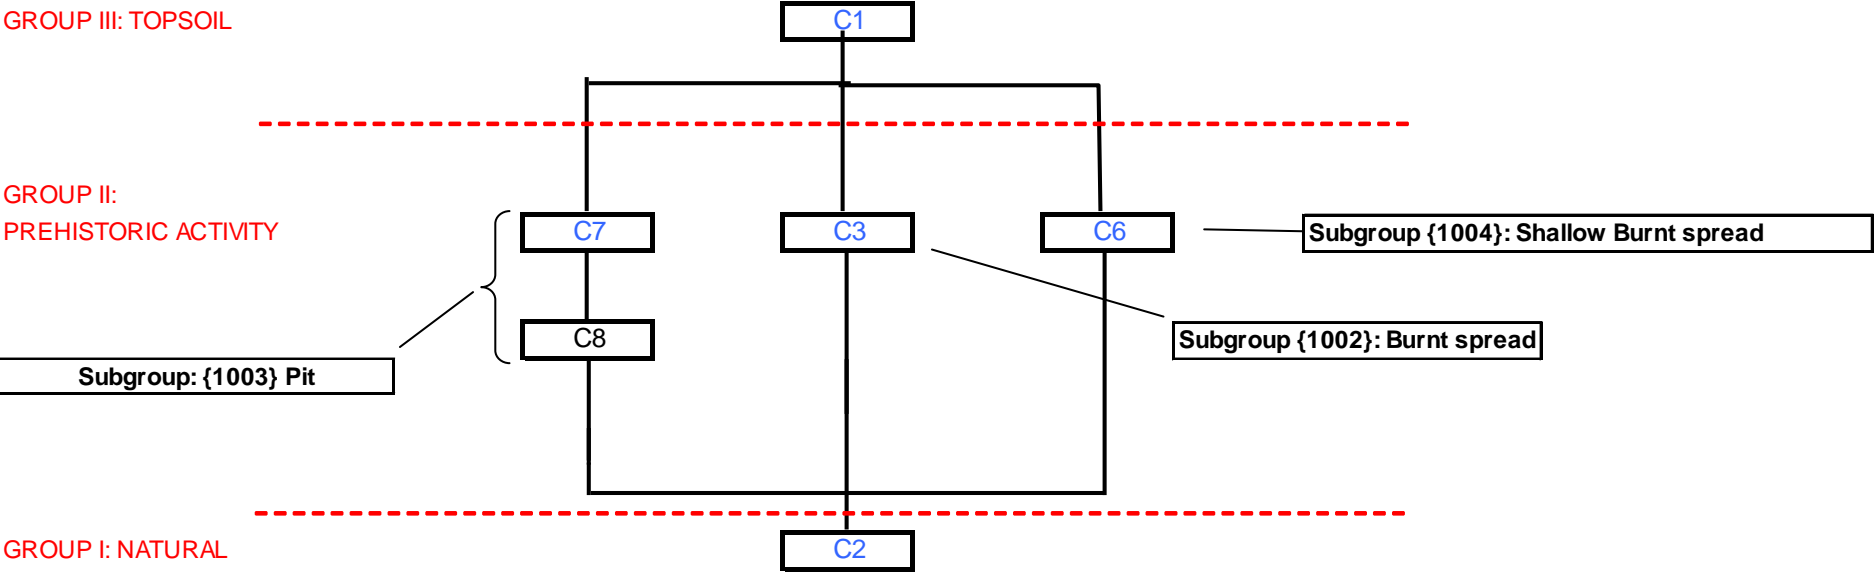 GROUP III: TOPSOIL
C1
GROUP II:
PREHISTORIC ACTIVITY
C7
C3
C6
Subgroup {1004}: Shallow Burnt spread
C8
Subgroup {1002}: Burnt spread
Subgroup: {1003} Pit
GROUP I: NATURAL
C2